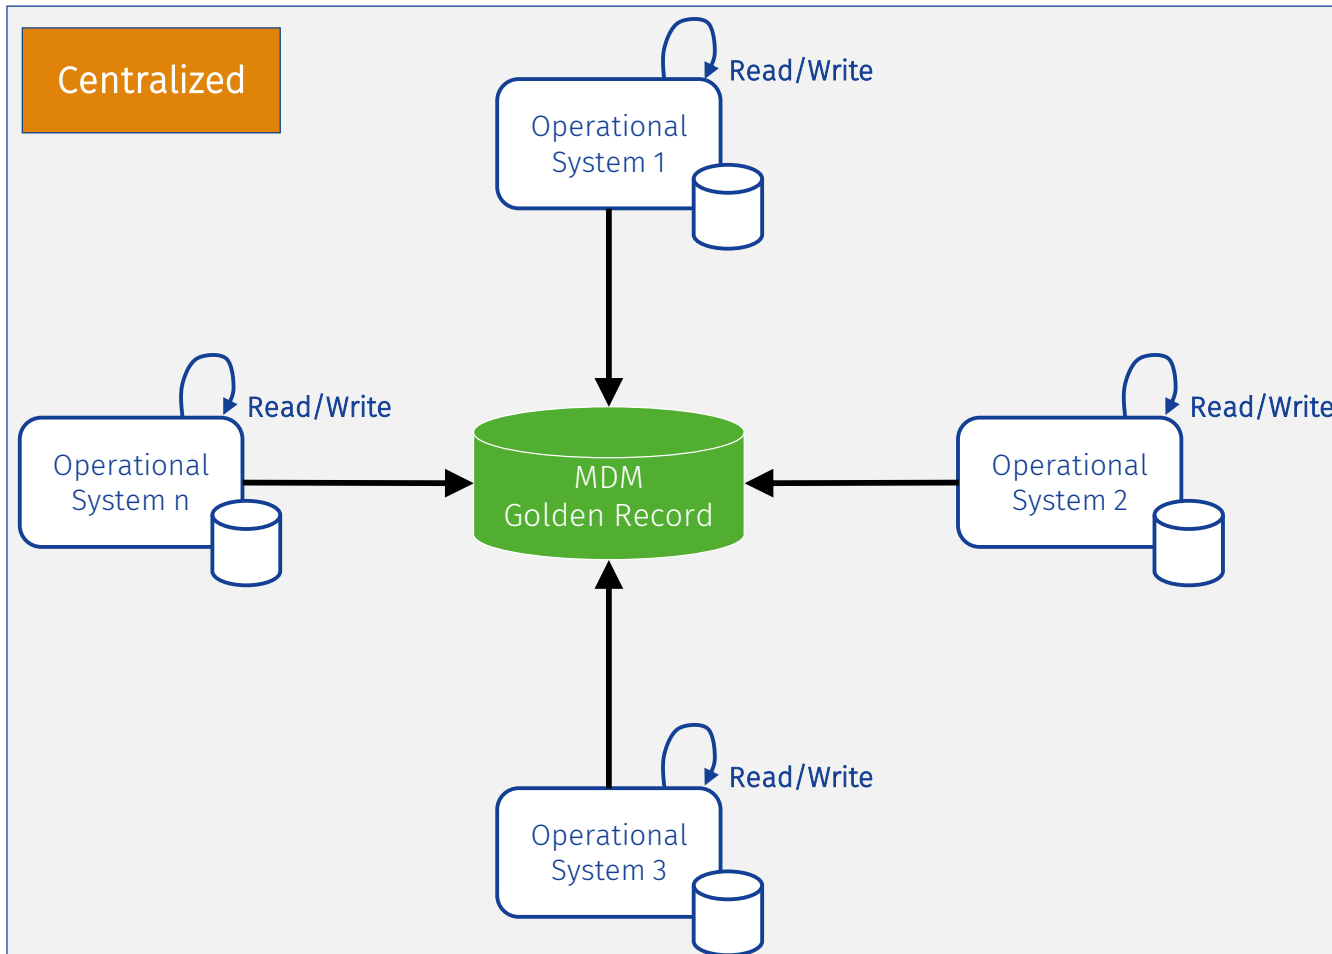 Centralized
Read/Write
Operational
System 1
Read/Write
Operational
System n
MDM
Golden Record
Read/Write
Operational
System 2
Read/Write
Operational
System 3